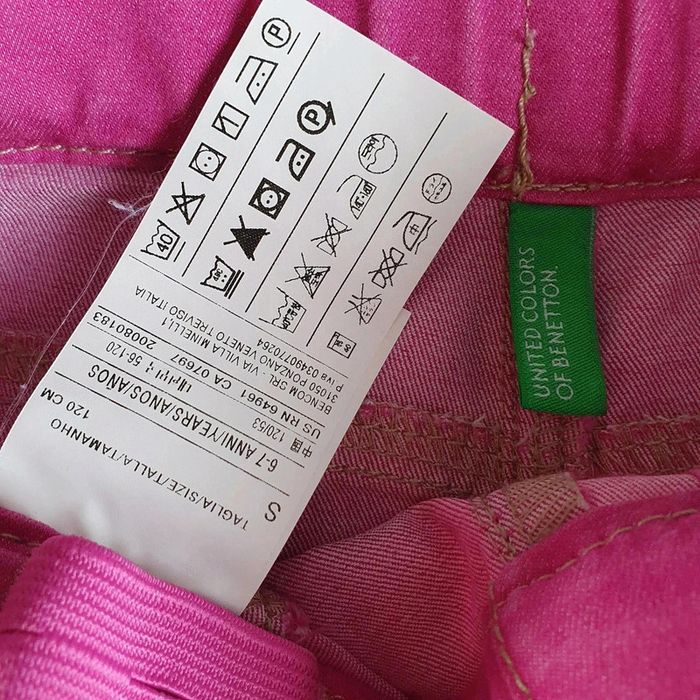 TAGLIA/SIZE/TALLA/TAMANHO
S 120 CM
6-7 ANNI/YEARS/ANOS/AÑOS
中国 120/53 56-120
US RN 64961 CA 07697 20080183
BENCOM SRL - VIA VILLA MINELLI,1
31050 PONZANO VENETO TREVISO ITALIA
P.iva 03490770264
40 P
P
UNITED COLORS
OF BENETTON